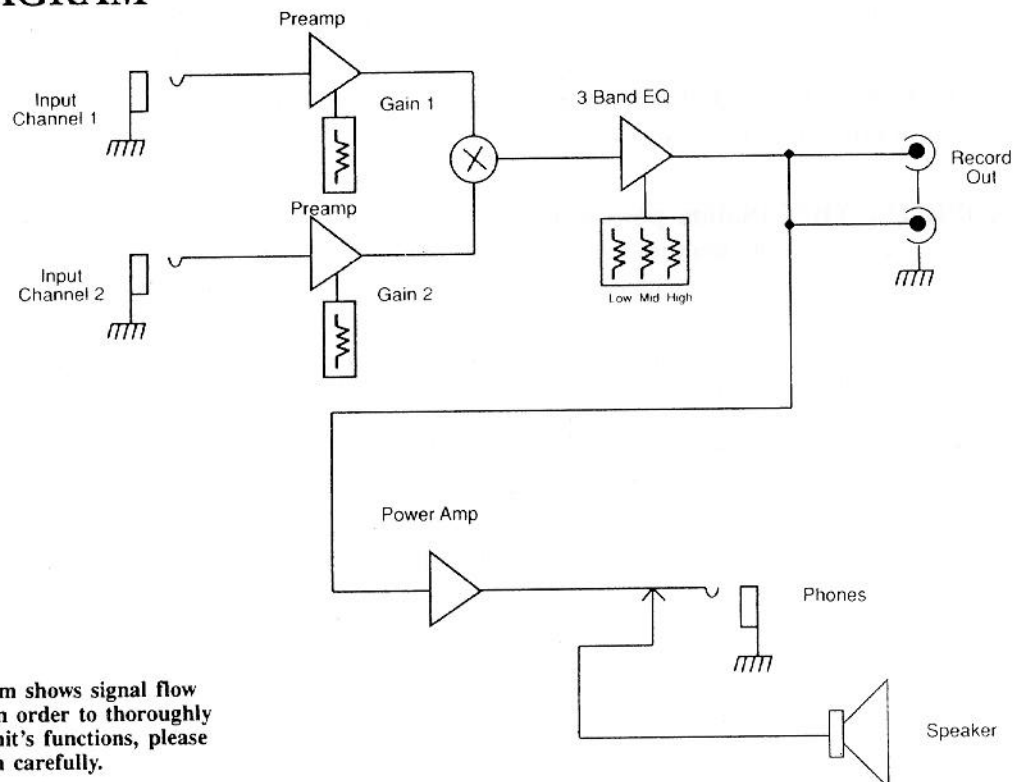 Preamp
Input
Channel 1
Gain 1
3 Band EQ
Record
Out
Preamp
Input
Channel 2
Gain 2
Low Mid High
Power Amp
Phones
shows signal flow
order to thoroughly
functions, please
carefully.
Speaker